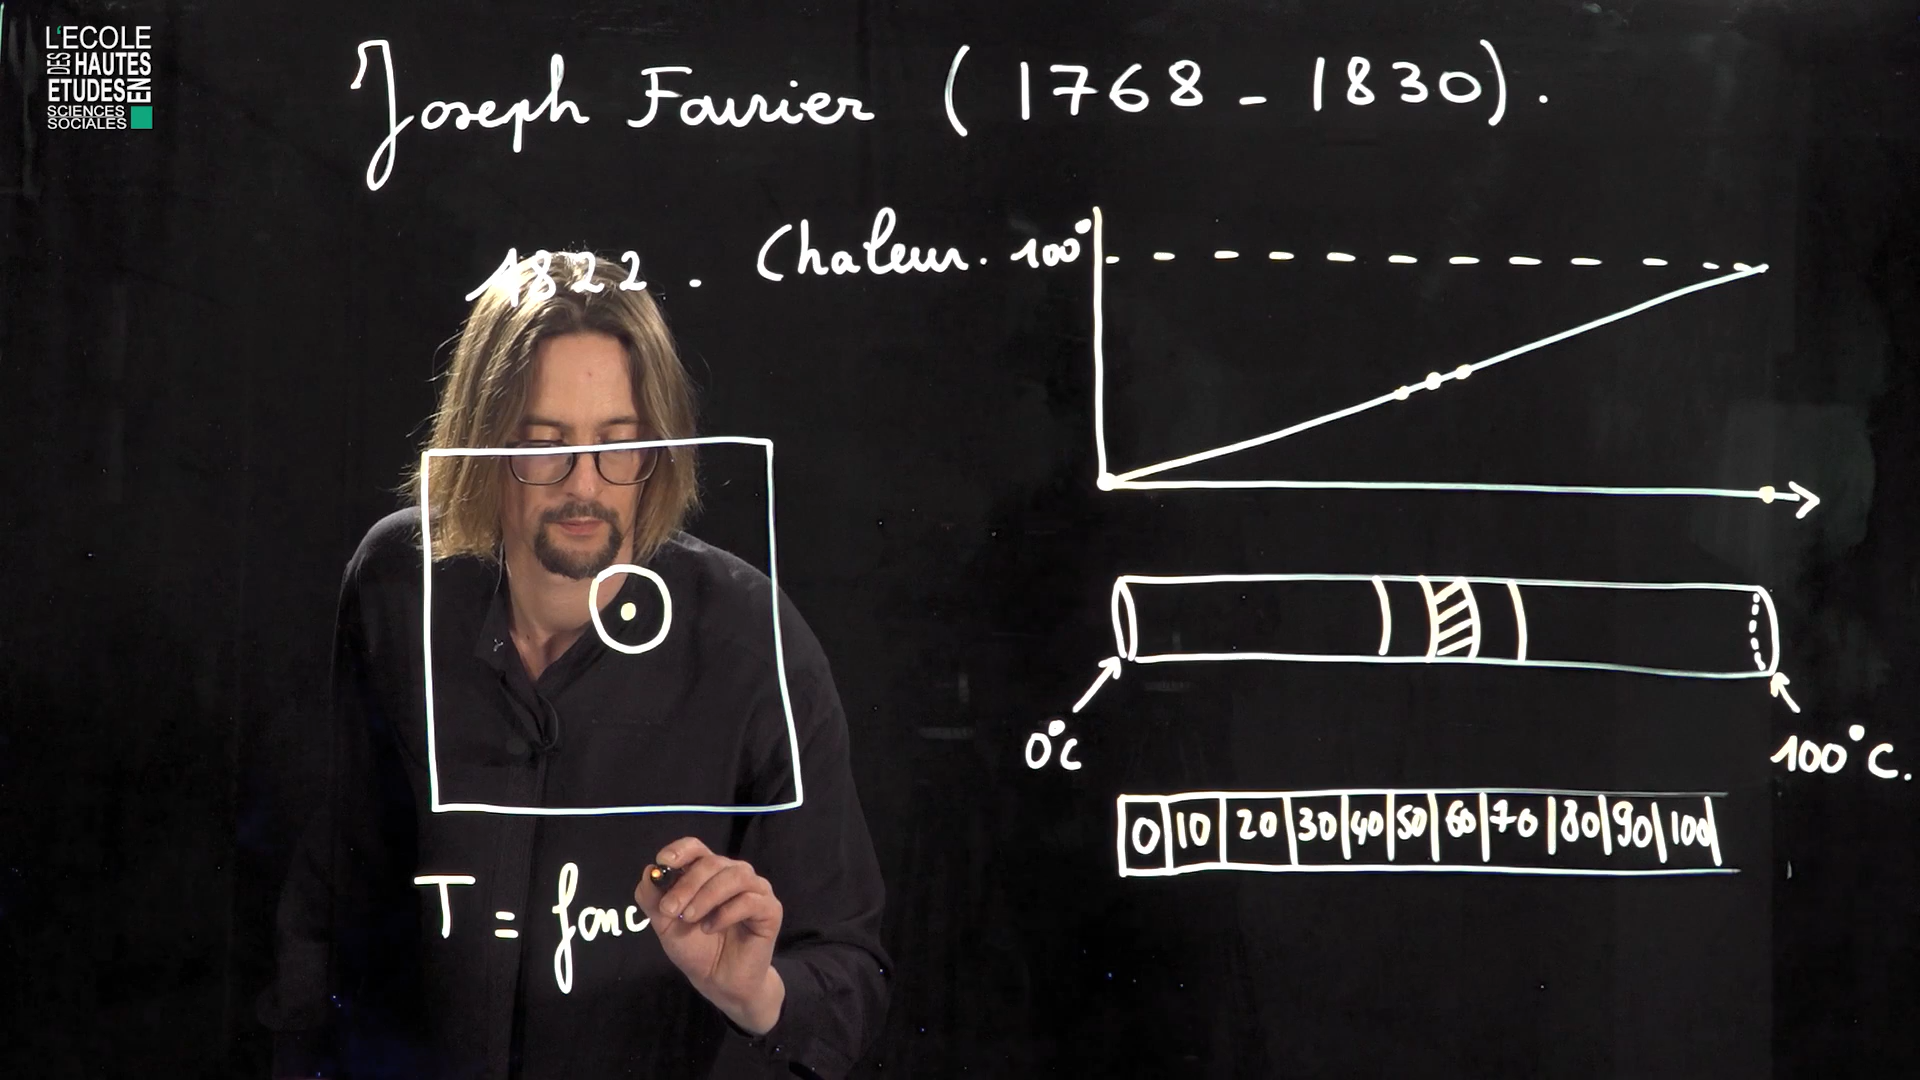 L'ECOLE
DES HAUTES
ETUDES EN
SCIENCES
SOCIALES
Joseph Fourier (1768 - 1830).
1822. Chaleur. 100°
0°C
100°C.
0 10 20 30 40 50 60 70 80 90 100
T = fonc